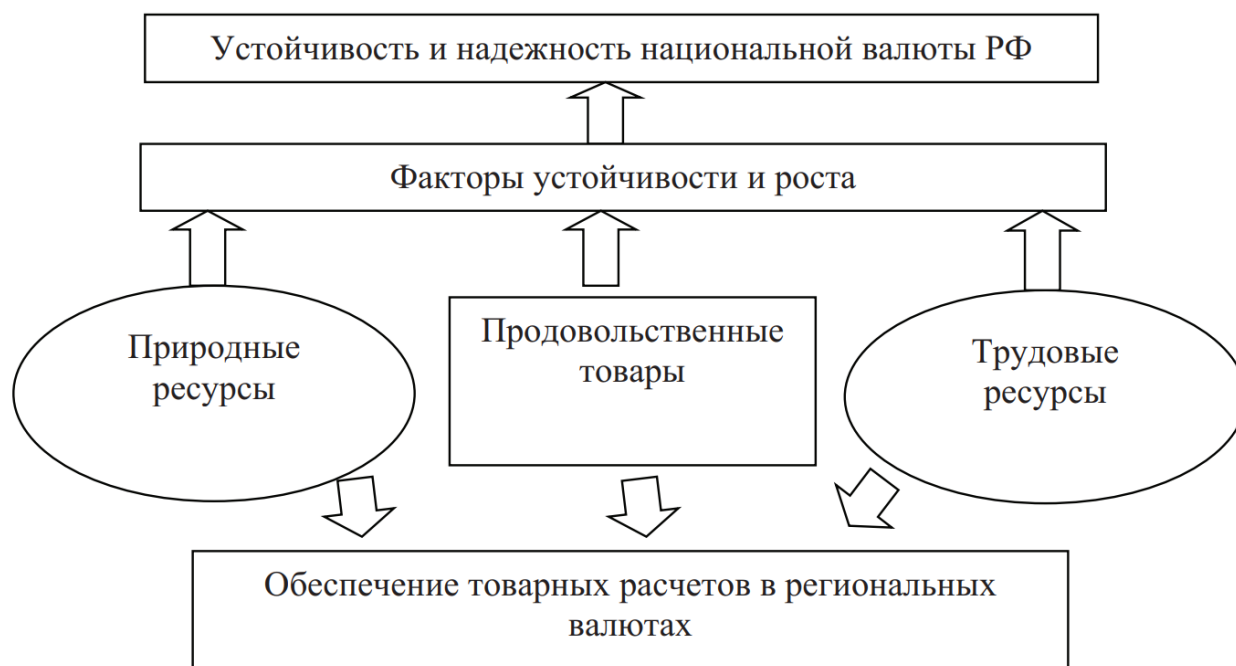 Устойчивость и надежность национальной валюты РФ
Факторы устойчивости и роста
Природные
ресурсы
Продовольственные
товары
Трудовые
ресурсы
Обеспечение товарных расчетов в региональных
валютах